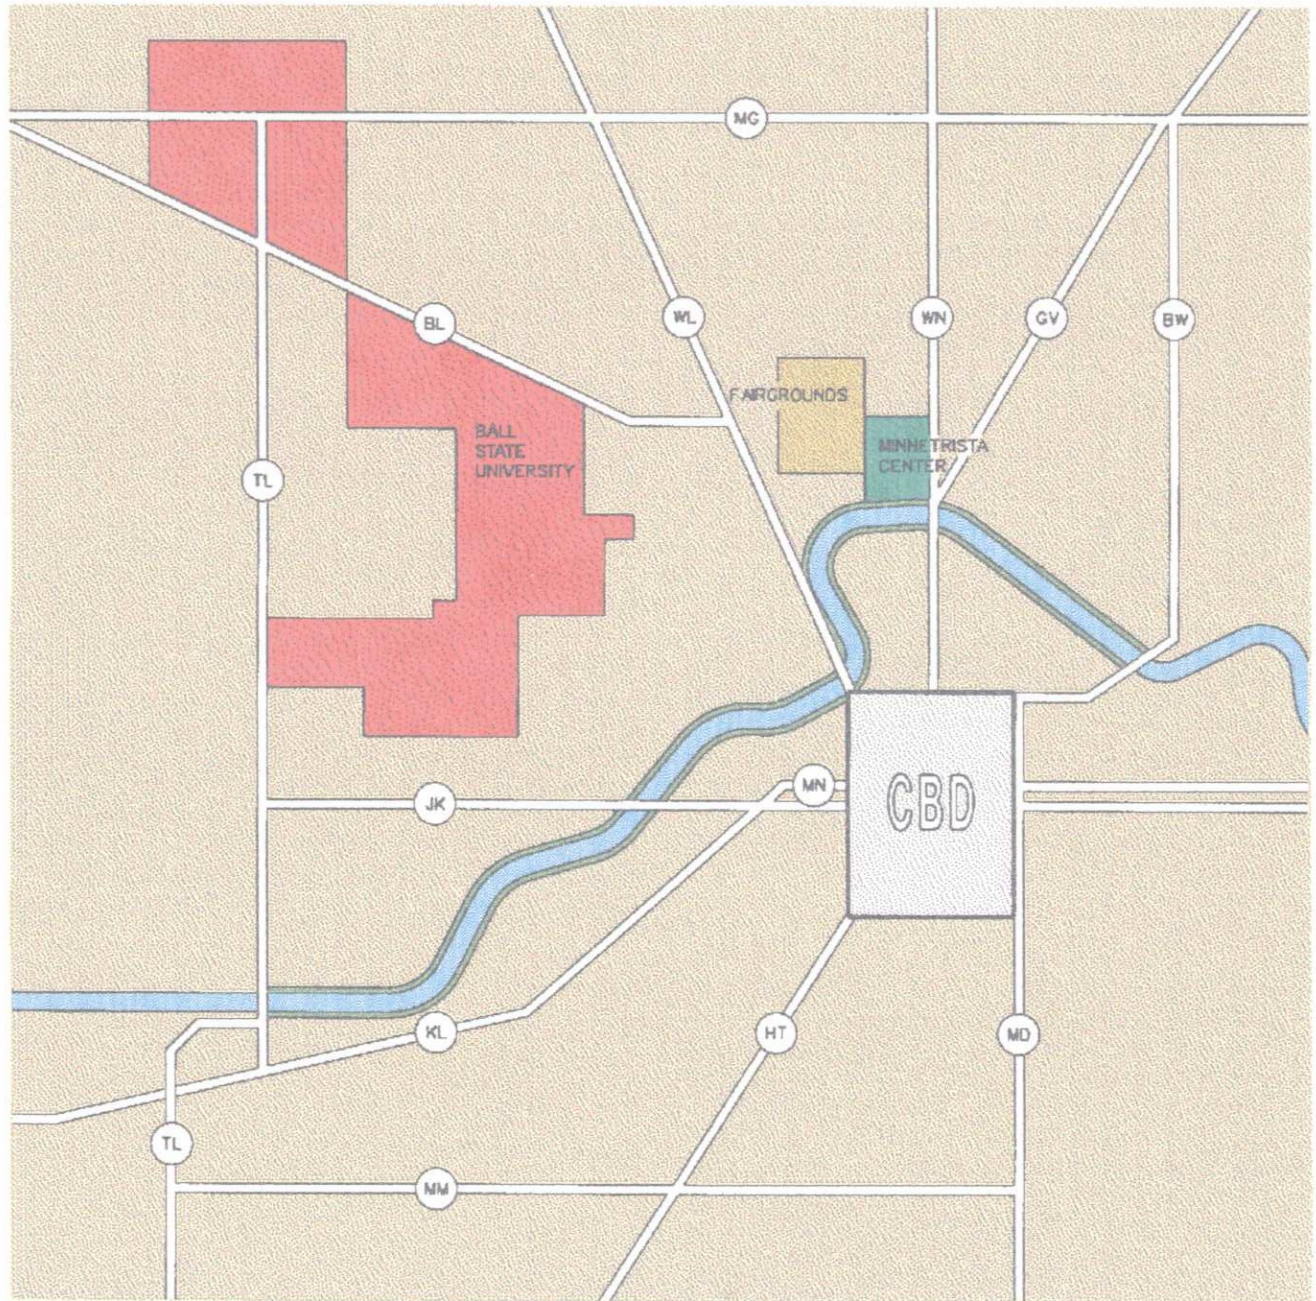 MG
BL
WL
WN
GV
BW
FAIRGROUNDS
BALL
STATE
UNIVERSITY
MINNETRISTA
CENTER
TL
MN
JK
CBD
KL
HT
MD
TL
MM